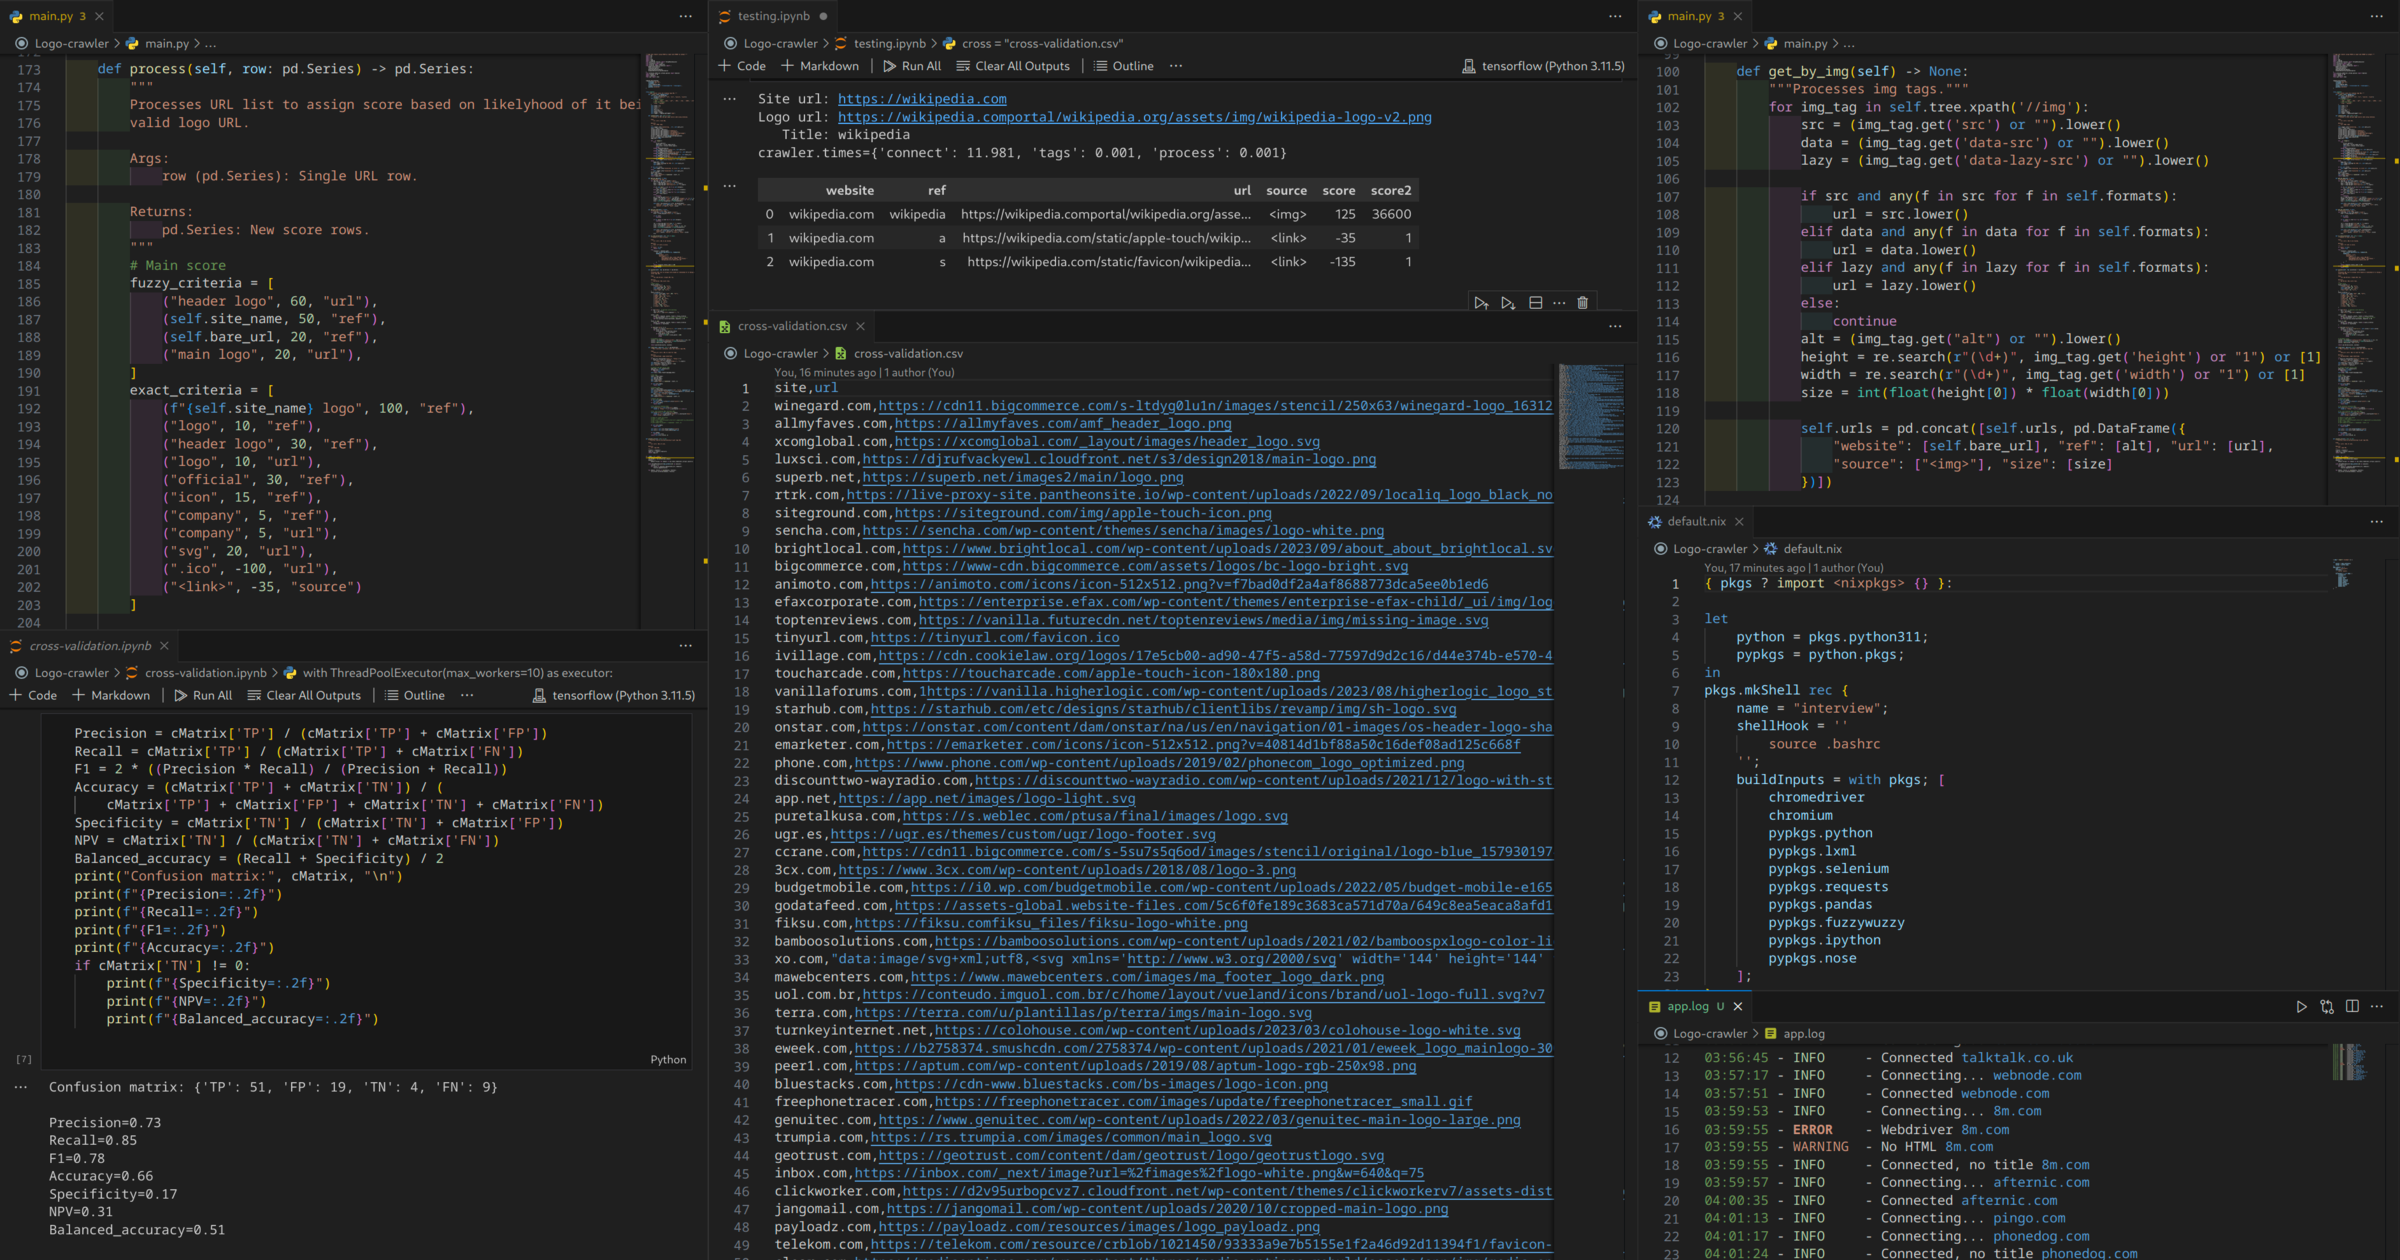 main.py 3
Logo-crawler > main.py > ...
173 def process(self, row: pd.Series) -> pd.Series:
174 """
175 Processes URL list to assign score based on likelyhood of it bei
176 valid logo URL.
177
178 Args:
179 row (pd.Series): Single URL row.
180
181 Returns:
182 pd.Series: New score rows.
183 """
184 # Main score
185 fuzzy_criteria = [
186 ("header logo", 60, "url"),
187 (self.site_name, 50, "ref"),
188 (self.bare_url, 20, "ref"),
189 ("main logo", 20, "url"),
190 ]
191 exact_criteria = [
192 (f"{self.site_name} logo", 100, "ref"),
193 ("logo", 10, "ref"),
194 ("header logo", 30, "ref"),
195 ("logo", 10, "url"),
196 ("official", 30, "ref"),
197 ("icon", 15, "ref"),
198 ("company", 5, "ref"),
199 ("company", 5, "url"),
200 ("svg", 20, "url"),
201 (".ico", -100, "url"),
202 ("<link>", -35, "source")
203 ]
204
cross-validation.ipynb
Logo-crawler > cross-validation.ipynb > with ThreadPoolExecutor(max_workers=10) as executor:
+ Code + Markdown | Run All Clear All Outputs | Outline ... tensorflow (Python 3.11.5)
Precision = cMatrix['TP'] / (cMatrix['TP'] + cMatrix['FP'])
Recall = cMatrix['TP'] / (cMatrix['TP'] + cMatrix['FN'])
F1 = 2 * ((Precision * Recall) / (Precision + Recall))
Accuracy = (cMatrix['TP'] + cMatrix['TN']) / (
cMatrix['TP'] + cMatrix['FP'] + cMatrix['TN'] + cMatrix['FN'])
Specificity = cMatrix['TN'] / (cMatrix['TN'] + cMatrix['FP'])
NPV = cMatrix['TN'] / (cMatrix['TN'] + cMatrix['FN'])
Balanced_accuracy = (Recall + Specificity) / 2
print("Confusion matrix:", cMatrix, "\n")
print(f"{Precision=:.2f}")
print(f"{Recall=:.2f}")
print(f"{F1=:.2f}")
print(f"{Accuracy=:.2f}")
if cMatrix['TN'] != 0:
print(f"{Specificity=:.2f}")
print(f"{NPV=:.2f}")
print(f"{Balanced_accuracy=:.2f}")
[7] Python
... Confusion matrix: {'TP': 51, 'FP': 19, 'TN': 4, 'FN': 9}
Precision=0.73
Recall=0.85
F1=0.78
Accuracy=0.66
Specificity=0.17
NPV=0.31
Balanced_accuracy=0.51
testing.ipynb
Logo-crawler > testing.ipynb > cross = "cross-validation.csv"
+ Code + Markdown | Run All Clear All Outputs | Outline ... tensorflow (Python 3.11.5)
Site url: https://wikipedia.com
Logo url: https://wikipedia.comportal/wikipedia.org/assets/img/wikipedia-logo-v2.png
Title: wikipedia
crawler.times={'connect': 11.981, 'tags': 0.001, 'process': 0.001}
website ref url source score score2
0 wikipedia.com wikipedia https://wikipedia.comportal/wikipedia.org/asse... <img> 125 36600
1 wikipedia.com a https://wikipedia.com/static/apple-touch/wikip... <link> -35 1
2 wikipedia.com s https://wikipedia.com/static/favicon/wikipedia... <link> -135 1
cross-validation.csv
Logo-crawler > cross-validation.csv
You, 16 minutes ago | 1 author (You)
1 site,url
2 winegard.com,https://cdn11.bigcommerce.com/s-ltdyg0lu1n/images/stencil/250x63/winegard-logo_16312
3 allmyfaves.com,https://allmyfaves.com/amf_header_logo.png
4 xcomglobal.com,https://xcomglobal.com/_layout/images/header_logo.svg
5 luxsci.com,https://djrufvackyewl.cloudfront.net/s3/design2018/main-logo.png
6 superb.net,https://superb.net/images2/main/logo.png
7 rtrk.com,https://live-proxy-site.pantheonsite.io/wp-content/uploads/2022/09/localiq_logo_black_no
8 siteground.com,https://siteground.com/img/apple-touch-icon.png
9 sencha.com,https://sencha.com/wp-content/themes/sencha/images/logo-white.png
10 brightlocal.com,https://www.brightlocal.com/wp-content/uploads/2023/09/about_about_brightlocal.sv
11 bigcommerce.com,https://www-cdn.bigcommerce.com/assets/logos/bc-logo-bright.svg
12 animoto.com,https://animoto.com/icons/icon-512x512.png?v=f7bad0df2a4af8688773dca5ee0b1ed6
13 efaxcorporate.com,https://enterprise.efax.com/wp-content/themes/enterprise-efax-child/_ui/img/log
14 toptenreviews.com,https://vanilla.futurecdn.net/toptenreviews/media/img/missing-image.svg
15 tinyurl.com,https://tinyurl.com/favicon.ico
16 ivillage.com,https://cdn.cookielaw.org/logos/17e5cb00-ad90-47f5-a58d-77597d9d2c16/d44e374b-e570-4
17 toucharcade.com,https://toucharcade.com/apple-touch-icon-180x180.png
18 vanillaforums.com,1https://vanilla.higherlogic.com/wp-content/uploads/2023/08/higherlogic_logo_st
19 starhub.com,https://starhub.com/etc/designs/starhub/clientlibs/revamp/img/sh-logo.svg
20 onstar.com,https://onstar.com/content/dam/onstar/na/us/en/navigation/01-images/os-header-logo-sha
21 emarketer.com,https://emarketer.com/icons/icon-512x512.png?v=40814d1bf88a50c16def08ad125c668f
22 phone.com,https://www.phone.com/wp-content/uploads/2019/02/phonecom_logo_optimized.png
23 discounttwo-wayradio.com,https://discounttwo-wayradio.com/wp-content/uploads/2021/12/logo-with-st
24 app.net,https://app.net/images/logo-light.svg
25 puretalkusa.com,https://s.weblec.com/ptusa/final/images/logo.svg
26 ugr.es,https://ugr.es/themes/custom/ugr/logo-footer.svg
27 ccrane.com,https://cdn11.bigcommerce.com/s-5su7s5q6od/images/stencil/original/logo-blue_157930197
28 3cx.com,https://www.3cx.com/wp-content/uploads/2018/08/logo-3.png
29 budgetmobile.com,https://i0.wp.com/budgetmobile.com/wp-content/uploads/2022/05/budget-mobile-e165
30 godatafeed.com,https://assets-global.website-files.com/5c6f0fe189c3683ca571d70a/649c8ea5eaca8afd1
31 fiksu.com,https://fiksu.comfiksu_files/fiksu-logo-white.png
32 bamboosolutions.com,https://bamboosolutions.com/wp-content/uploads/2021/02/bamboospxlogo-color-li
33 xo.com,"data:image/svg+xml;utf8,<svg xmlns='http://www.w3.org/2000/svg' width='144' height='144'
34 mawebcenters.com,https://www.mawebcenters.com/images/ma_footer_logo_dark.png
35 uol.com.br,https://conteudo.imguol.com.br/c/home/layout/vueland/icons/brand/uol-logo-full.svg?v7
36 terra.com,https://terra.com/u/plantillas/p/terra/imgs/main-logo.svg
37 turnkeyinternet.net,https://colohouse.com/wp-content/uploads/2023/03/colohouse-logo-white.svg
38 eweek.com,https://b2758374.smushcdn.com/2758374/wp-content/uploads/2021/01/eweek_logo_mainlogo-30
39 peer1.com,https://aptum.com/wp-content/uploads/2019/08/aptum-logo-rgb-250x98.png
40 bluestacks.com,https://cdn-www.bluestacks.com/bs-images/logo-icon.png
41 freephonetracer.com,https://freephonetracer.com/images/update/freephonetracer_small.gif
42 genuitec.com,https://www.genuitec.com/wp-content/uploads/2022/03/genuitec-main-logo-large.png
43 trumpia.com,https://rs.trumpia.com/images/common/main_logo.svg
44 geotrust.com,https://geotrust.com/content/dam/geotrust/logo/geotrustlogo.svg
45 inbox.com,https://inbox.com/_next/image?url=%2fimages%2flogo-white.png&w=640&q=75
46 clickworker.com,https://d2v95urbopcvz7.cloudfront.net/wp-content/themes/clickworkerv7/assets-dist
47 jangomail.com,https://jangomail.com/wp-content/uploads/2020/10/cropped-main-logo.png
48 payloadz.com,https://payloadz.com/resources/images/logo_payloadz.png
49 telekom.com,https://telekom.com/resource/crblob/1021450/93333a9e7b5155e1f2a46d92d11394f1/favicon-
main.py 3
Logo-crawler > main.py > ...
100 def get_by_img(self) -> None:
101 """Processes img tags."""
102 for img_tag in self.tree.xpath('//img'):
103 src = (img_tag.get('src') or "").lower()
104 data = (img_tag.get('data-src') or "").lower()
105 lazy = (img_tag.get('data-lazy-src') or "").lower()
106
107 if src and any(f in src for f in self.formats):
108 url = src.lower()
109 elif data and any(f in data for f in self.formats):
110 url = data.lower()
111 elif lazy and any(f in lazy for f in self.formats):
112 url = lazy.lower()
113 else:
114 continue
115 alt = (img_tag.get("alt") or "").lower()
116 height = re.search(r"(\d+)", img_tag.get('height') or "1") or [1]
117 width = re.search(r"(\d+)", img_tag.get('width') or "1") or [1]
118 size = int(float(height[0]) * float(width[0]))
119
120 self.urls = pd.concat([self.urls, pd.DataFrame({
121 "website": [self.bare_url], "ref": [alt], "url": [url],
122 "source": ["<img>"], "size": [size]
123 })])
124
default.nix
Logo-crawler > default.nix
You, 17 minutes ago | 1 author (You)
1 { pkgs ? import <nixpkgs> {} }:
2
3 let
4 python = pkgs.python311;
5 pypkgs = python.pkgs;
6 in
7 pkgs.mkShell rec {
8 name = "interview";
9 shellHook = ''
10 source .bashrc
11 '';
12 buildInputs = with pkgs; [
13 chromedriver
14 chromium
15 pypkgs.python
16 pypkgs.lxml
17 pypkgs.selenium
18 pypkgs.requests
19 pypkgs.pandas
20 pypkgs.fuzzywuzzy
21 pypkgs.ipython
22 pypkgs.nose
23 ];
app.log U
Logo-crawler > app.log
12 03:56:45 - INFO - Connected talktalk.co.uk
13 03:57:17 - INFO - Connecting... webnode.com
14 03:57:51 - INFO - Connected webnode.com
15 03:59:53 - INFO - Connecting... 8m.com
16 03:59:55 - ERROR - Webdriver 8m.com
17 03:59:55 - WARNING - No HTML 8m.com
18 03:59:55 - INFO - Connected, no title 8m.com
19 03:59:57 - INFO - Connecting... afternic.com
20 04:00:35 - INFO - Connected afternic.com
21 04:01:13 - INFO - Connecting... pingo.com
22 04:01:17 - INFO - Connecting... phonedog.com
23 04:01:24 - INFO - Connected, no title phonedog.com